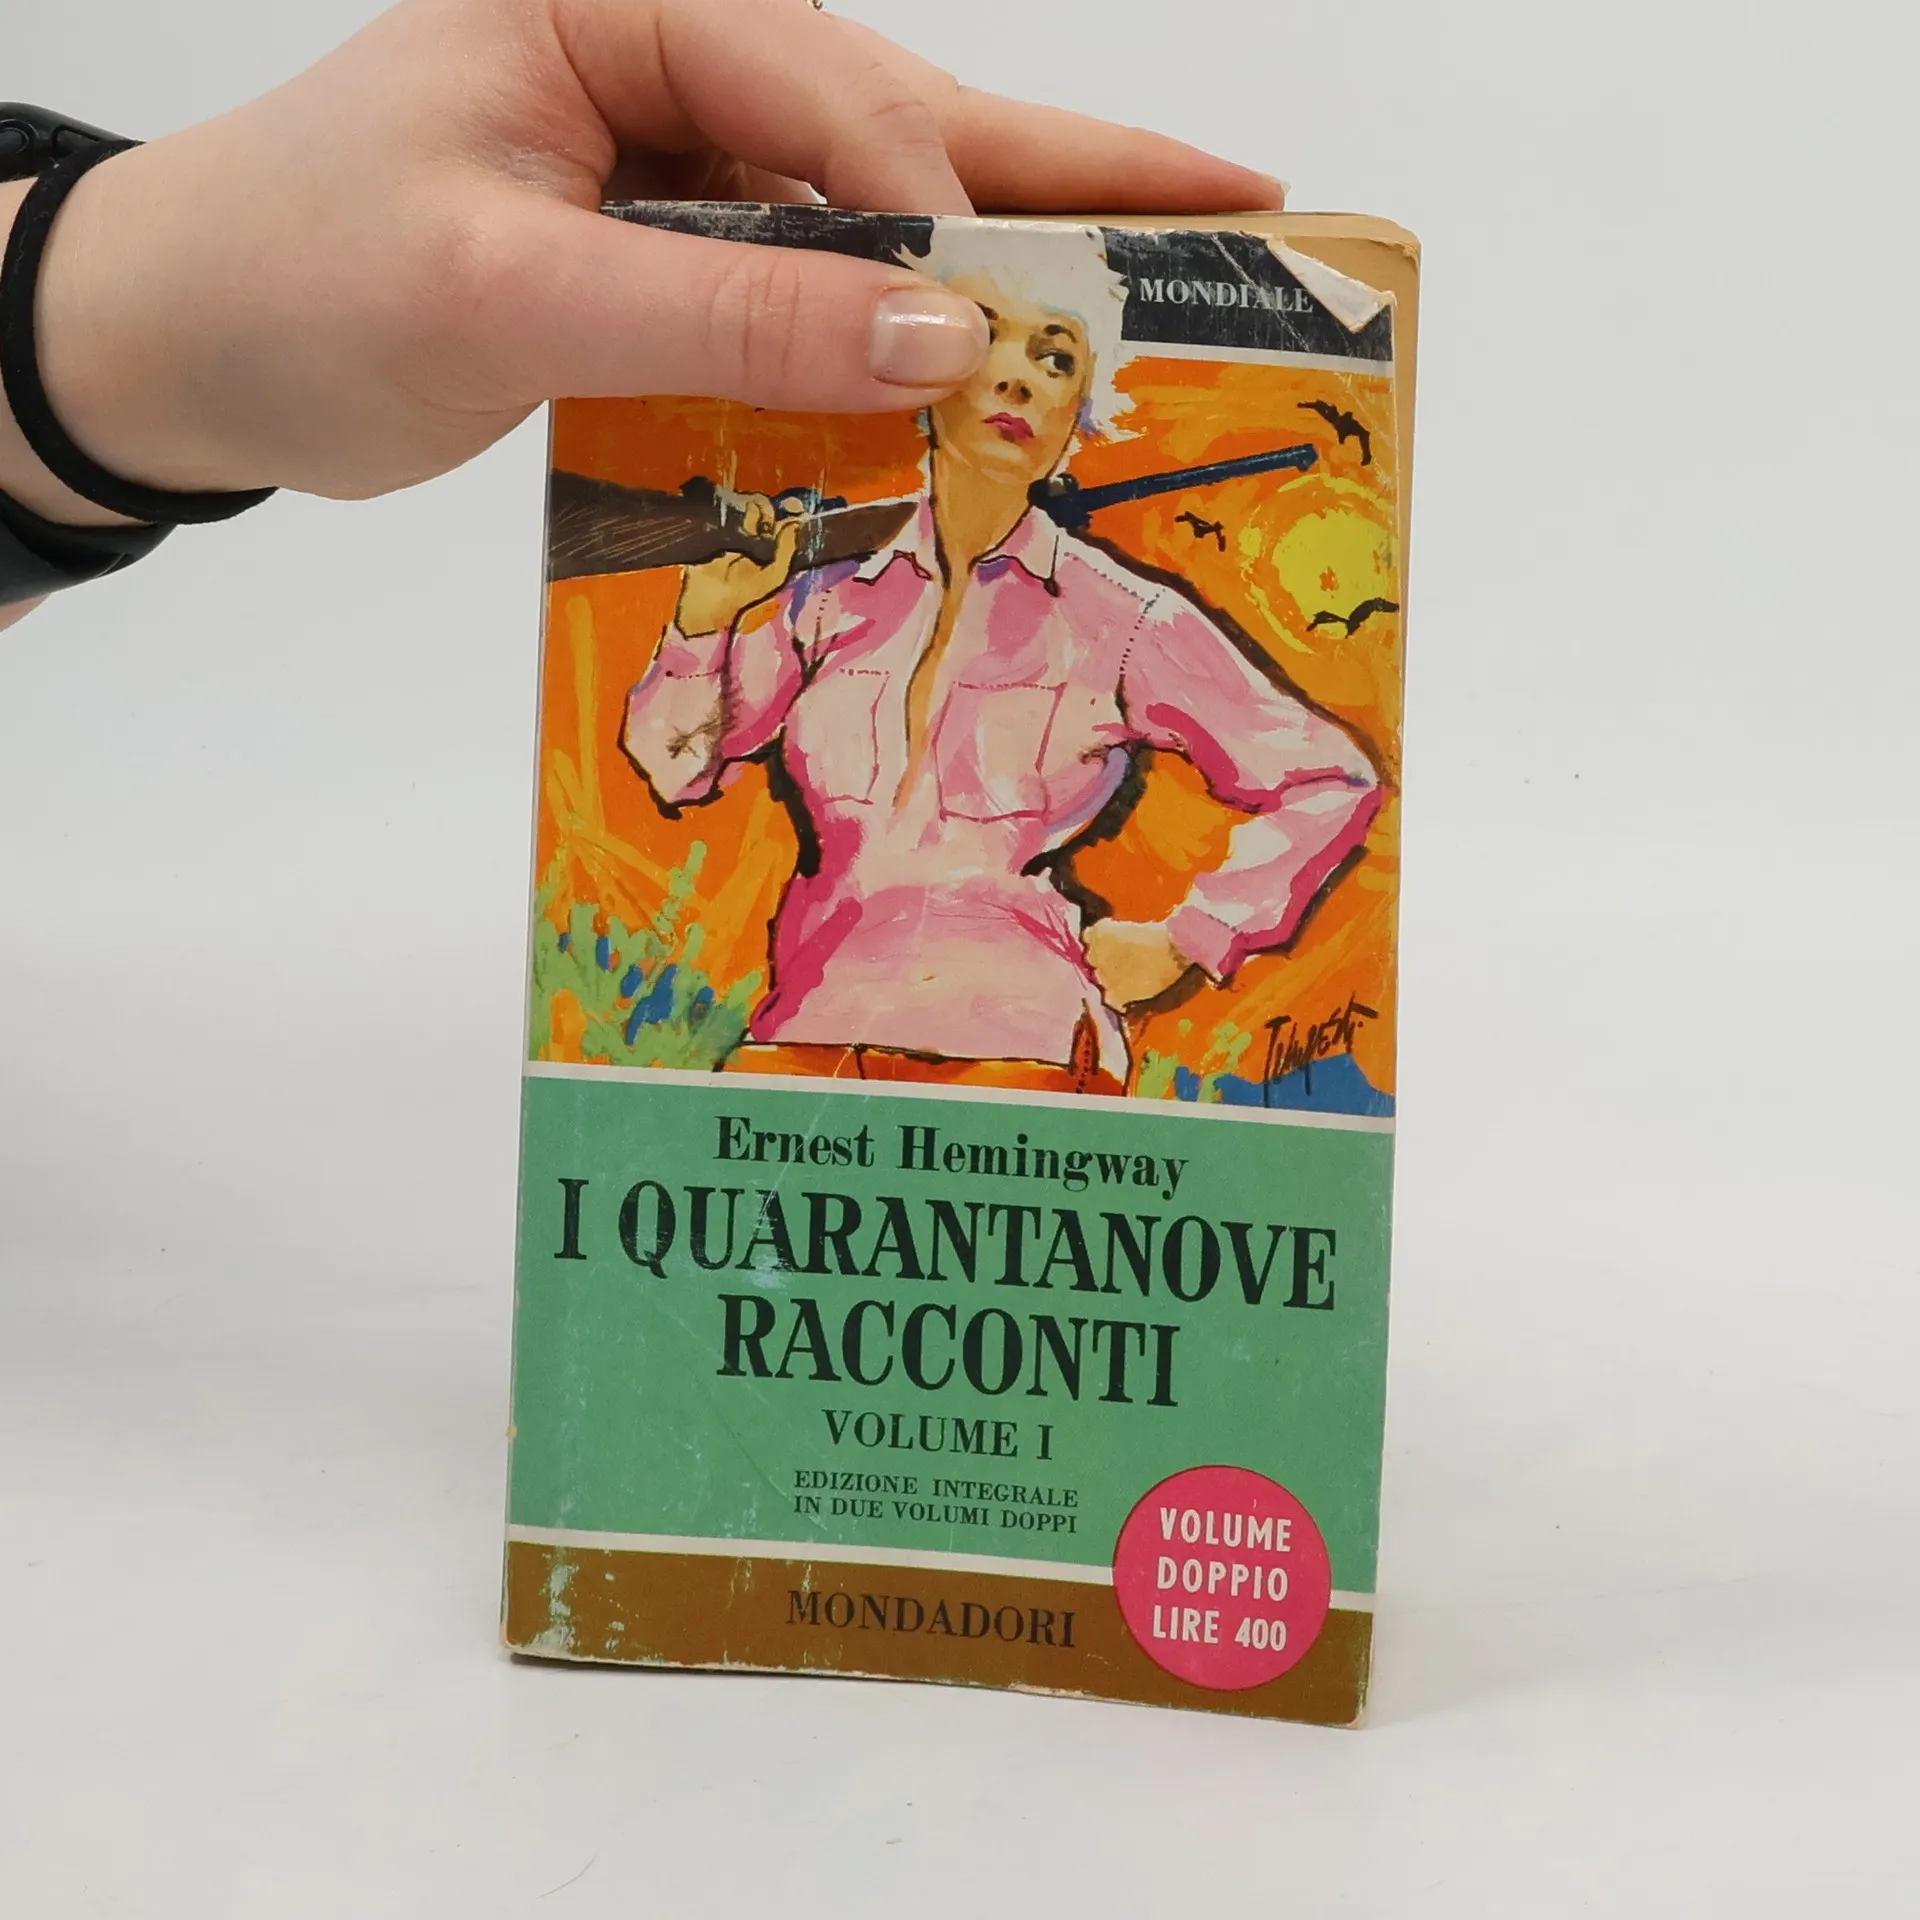 MONDIALE
Ernest Hemingway
I QUARANTANOVE
RACCONTI
VOLUME I
EDIZIONE INTEGRALE
IN DUE VOLUMI DOPPI
VOLUME
DOPPIO
LIRE 400
MONDADORI